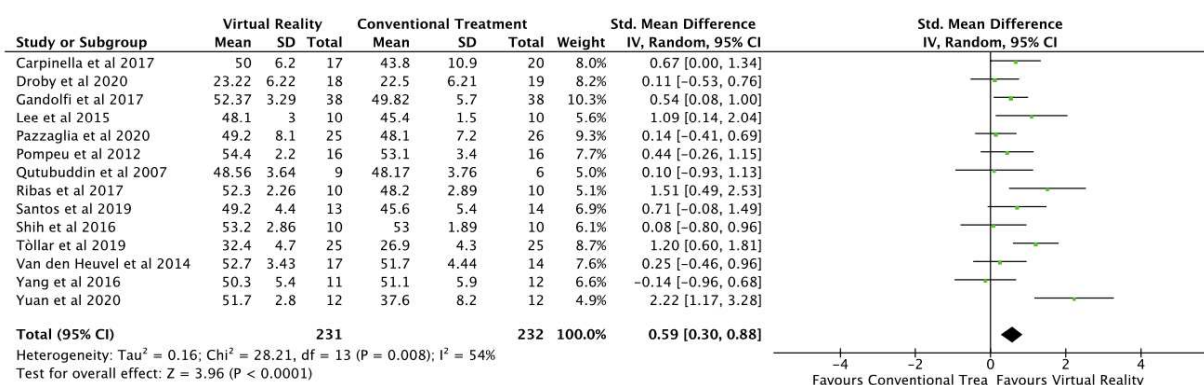 Virtual Reality Conventional Treatment Std. Mean Difference Std. Mean Difference
Study or Subgroup Mean SD Total Mean SD Total Weight IV, Random, 95% CI IV, Random, 95% CI
Carpinella et al 2017 50 6.2 17 43.8 10.9 20 8.0% 0.67 [0.00, 1.34]
Droby et al 2020 23.22 6.22 18 22.5 6.21 19 8.2% 0.11 [-0.53, 0.76]
Gandolfi et al 2017 52.37 3.29 38 49.82 5.7 38 10.3% 0.54 [0.08, 1.00]
Lee et al 2015 48.1 3 10 45.4 1.5 10 5.6% 1.09 [0.14, 2.04]
Pazzaglia et al 2020 49.2 8.1 25 48.1 7.2 26 9.3% 0.14 [-0.41, 0.69]
Pompeu et al 2012 54.4 2.2 16 53.1 3.4 16 7.7% 0.44 [-0.26, 1.15]
Qutubuddin et al 2007 48.56 3.64 9 48.17 3.76 6 5.0% 0.10 [-0.93, 1.13]
Ribas et al 2017 52.3 2.26 10 48.2 2.89 10 5.1% 1.51 [0.49, 2.53]
Santos et al 2019 49.2 4.4 13 45.6 5.4 14 6.9% 0.71 [-0.08, 1.49]
Shih et al 2016 53.2 2.86 10 53 1.89 10 6.1% 0.08 [-0.80, 0.96]
Tòllar et al 2019 32.4 4.7 25 26.9 4.3 25 8.7% 1.20 [0.60, 1.81]
Van den Heuvel et al 2014 52.7 3.43 17 51.7 4.44 14 7.6% 0.25 [-0.46, 0.96]
Yang et al 2016 50.3 5.4 11 51.1 5.9 12 6.6% -0.14 [-0.96, 0.68]
Yuan et al 2020 51.7 2.8 12 37.6 8.2 12 4.9% 2.22 [1.17, 3.28]
Total (95% CI) 231 232 100.0% 0.59 [0.30, 0.88]
Heterogeneity: Tau² = 0.16; Chi² = 28.21, df = 13 (P = 0.008); I² = 54%
Test for overall effect: Z = 3.96 (P < 0.0001)
-4 -2 0 2 4
Favours Conventional Trea Favours Virtual Reality